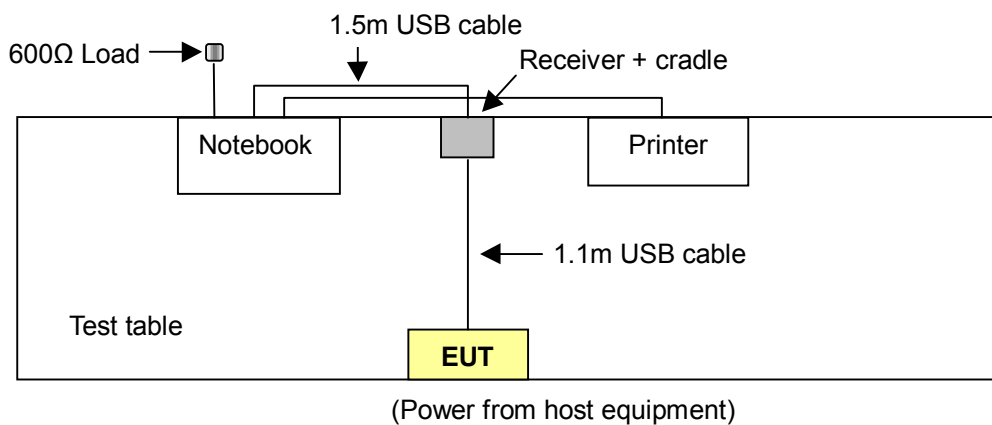 1.5m USB cable
600Ω Load
Receiver + cradle
Notebook
Printer
1.1m USB cable
Test table
EUT
(Power from host equipment)